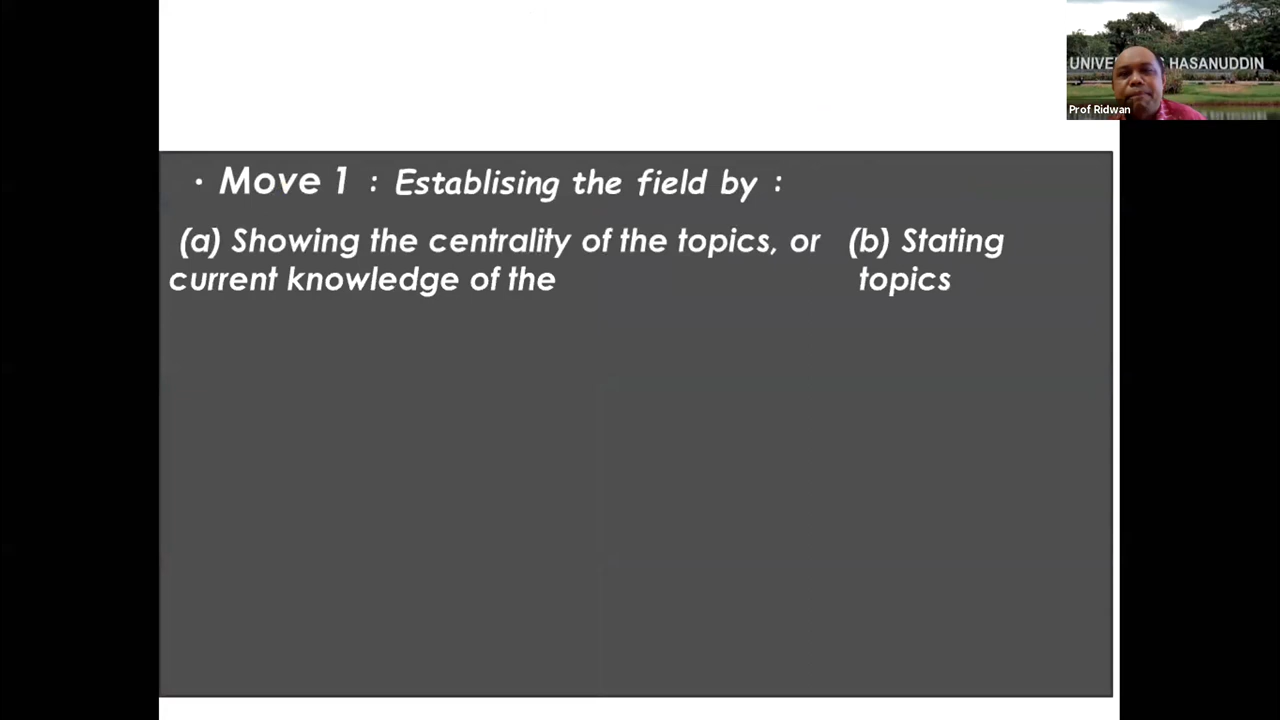 UNIVE S HASANUDDIN
Prof Ridwan
• Move 1 : Establising the field by :
(a) Showing the centrality of the topics, or (b) Stating
current knowledge of the topics